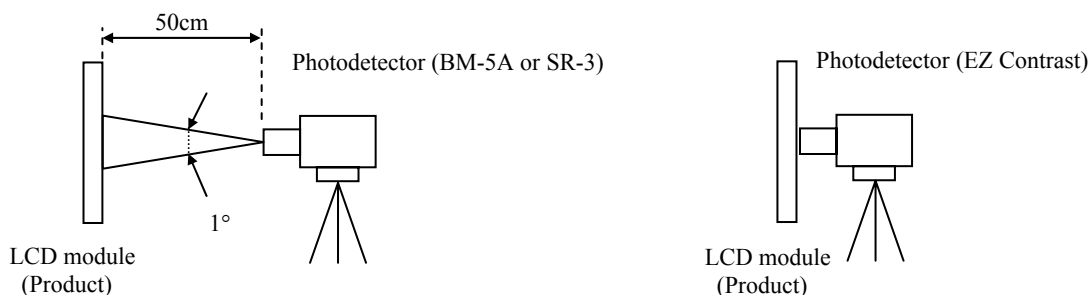 50cm
Photodetector (BM-5A or SR-3)
1°
LCD module
(Product)
Photodetector (EZ Contrast)
LCD module
(Product)